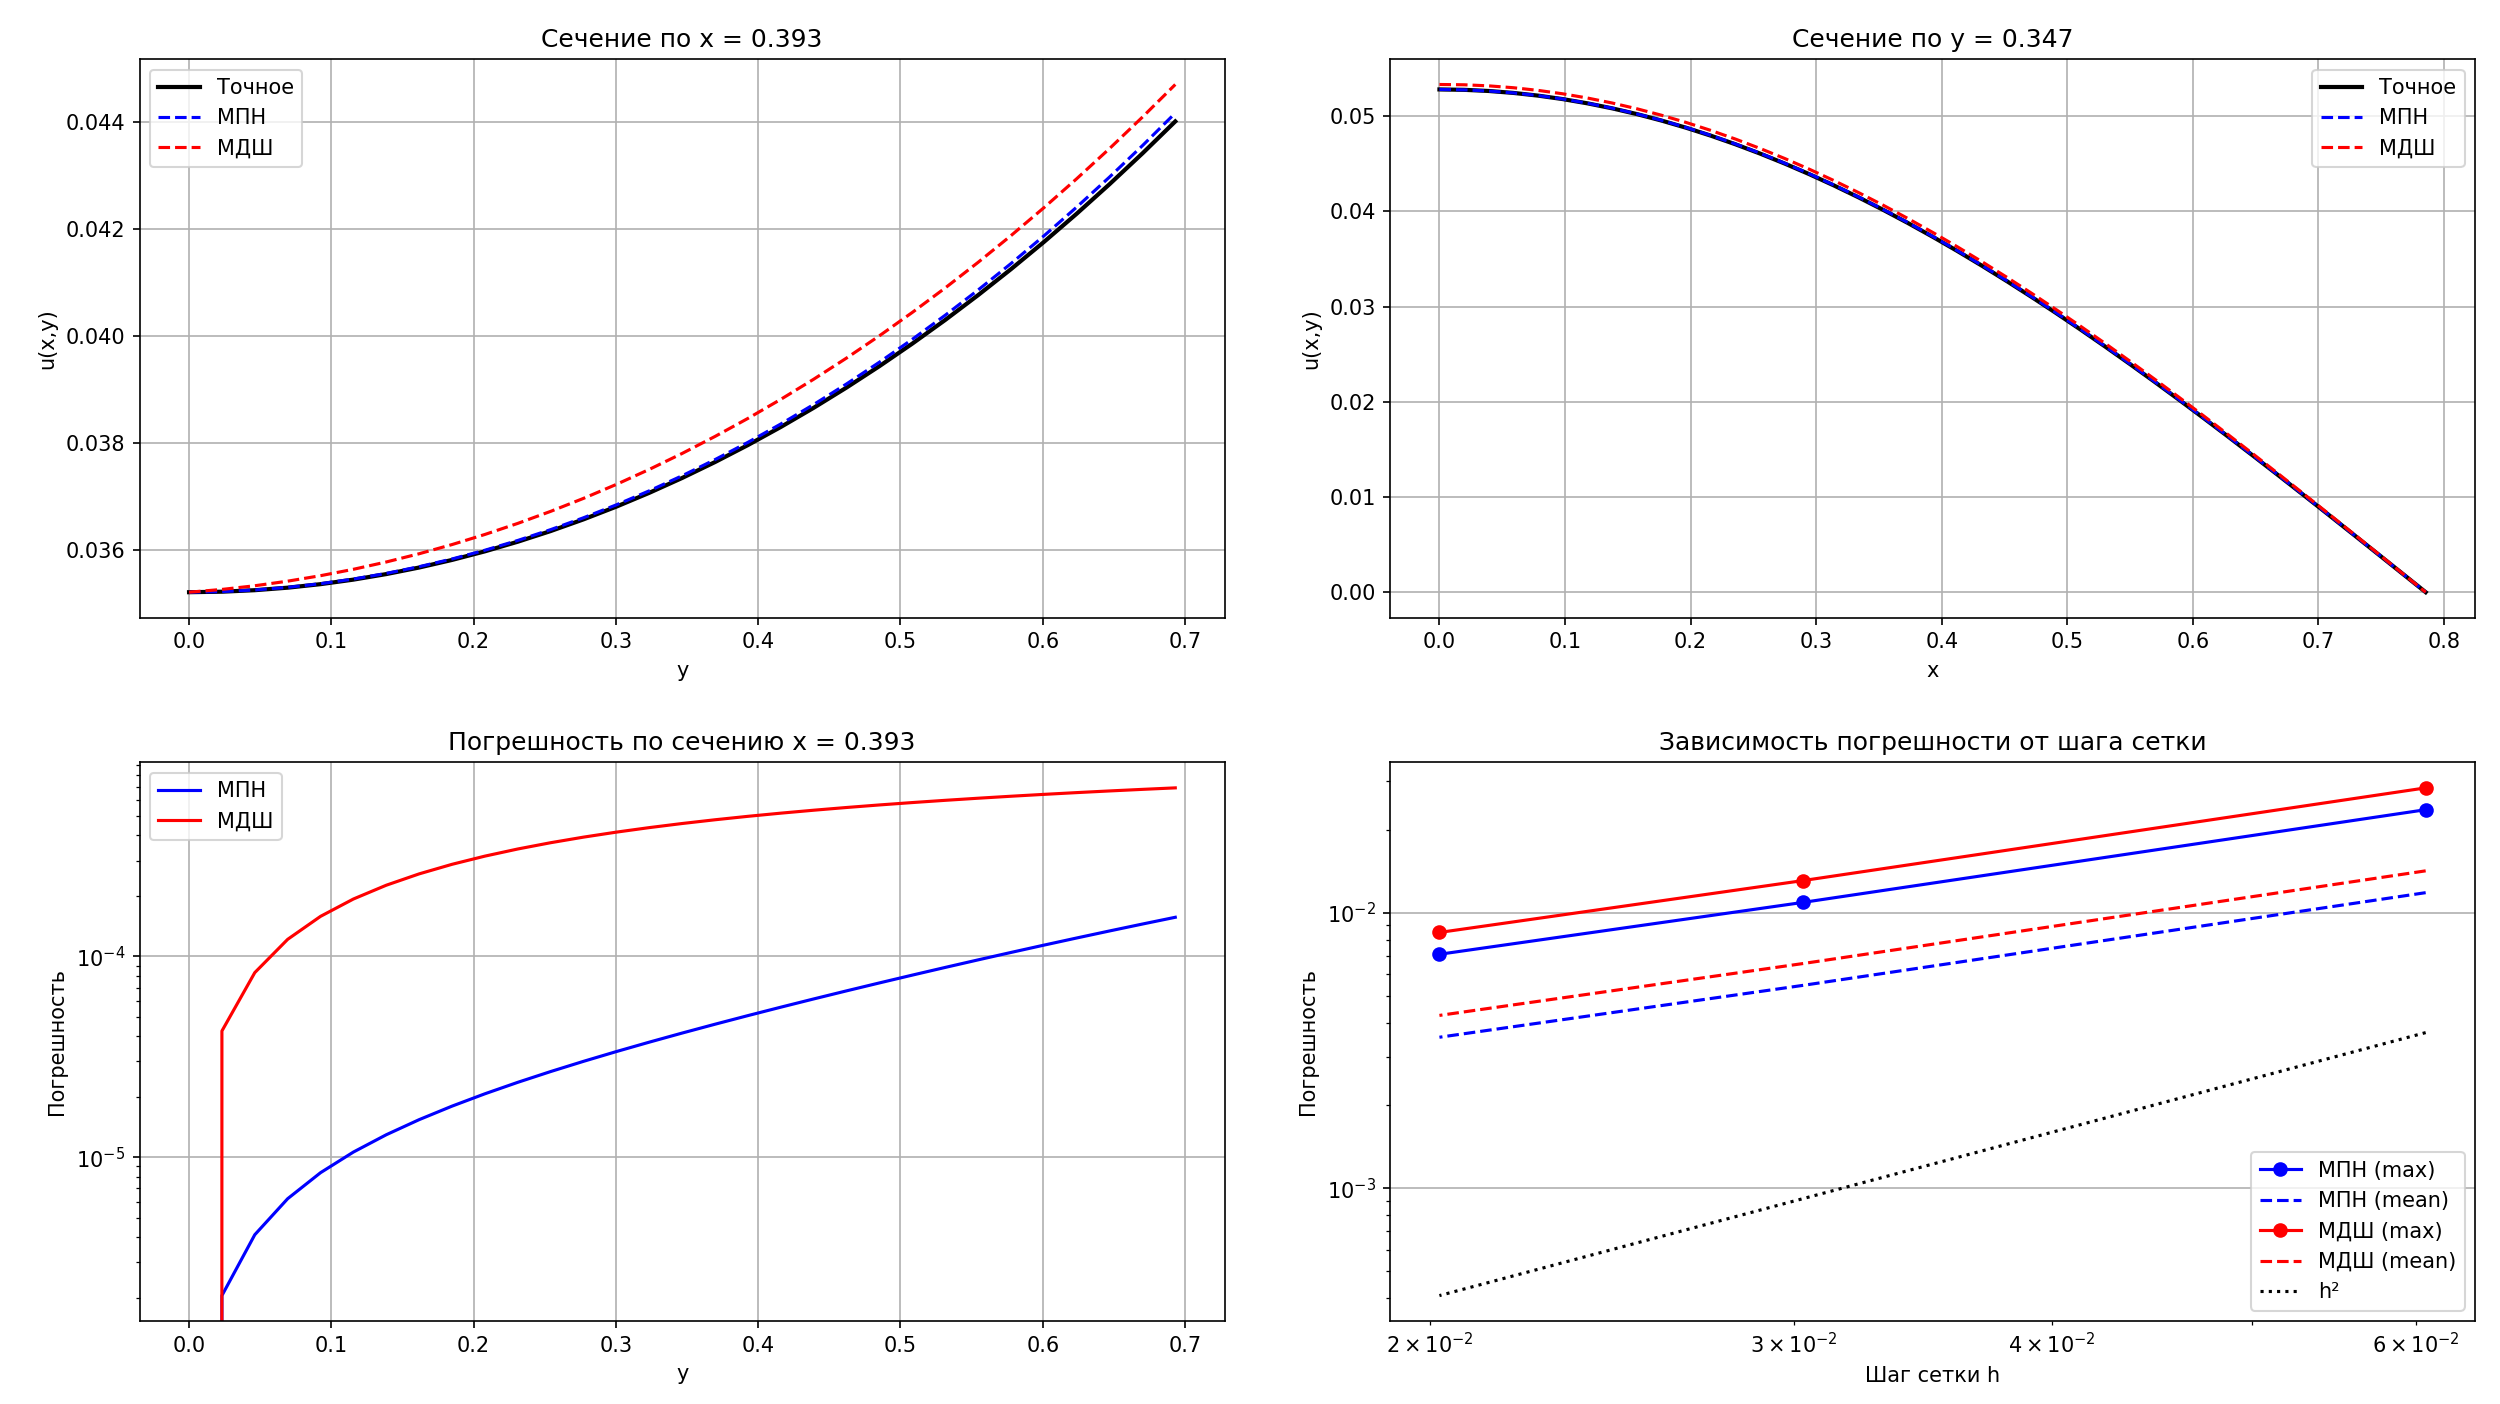 Сечение по x = 0.393
Точное
МПН
МДШ
0.044
0.042
0.040
0.038
0.036
u(x,y)
0.0 0.1 0.2 0.3 0.4 0.5 0.6 0.7
y
Сечение по y = 0.347
Точное
МПН
МДШ
0.05
0.04
0.03
0.02
0.01
0.00
u(x,y)
0.0 0.1 0.2 0.3 0.4 0.5 0.6 0.7 0.8
x
Погрешность по сечению x = 0.393
МПН
МДШ
10⁻⁴
10⁻⁵
Погрешность
0.0 0.1 0.2 0.3 0.4 0.5 0.6 0.7
y
Зависимость погрешности от шага сетки
10⁻²
10⁻³
Погрешность
МПН (max)
МПН (mean)
МДШ (max)
МДШ (mean)
h²
2 × 10⁻² 3 × 10⁻² 4 × 10⁻² 6 × 10⁻²
Шаг сетки h